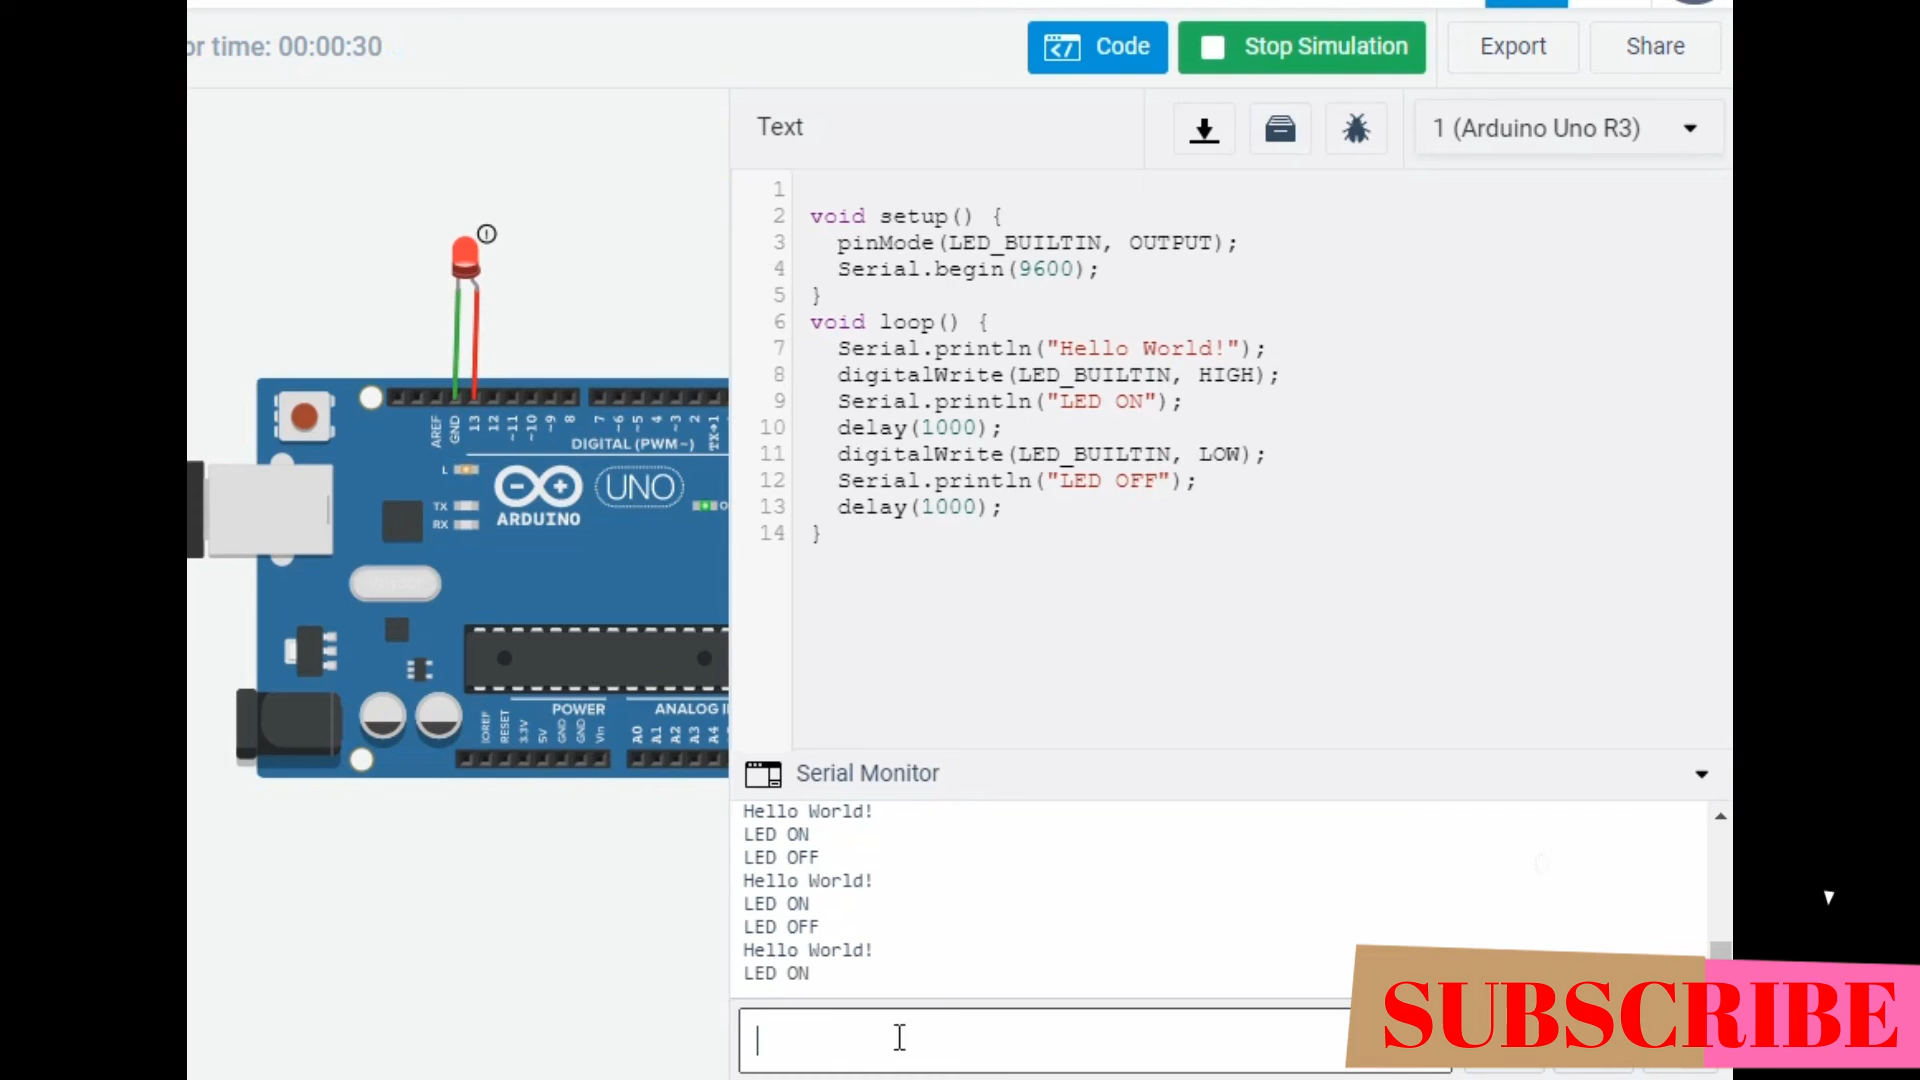 or time: 00:00:30
Code
Stop Simulation
Export
Share
Text
1 (Arduino Uno R3)
1
2 void setup() {
3 pinMode(LED_BUILTIN, OUTPUT);
4 Serial.begin(9600);
5 }
6 void loop() {
7 Serial.println("Hello World!");
8 digitalWrite(LED_BUILTIN, HIGH);
9 Serial.println("LED ON");
10 delay(1000);
11 digitalWrite(LED_BUILTIN, LOW);
12 Serial.println("LED OFF");
13 delay(1000);
14 }
AREF GND 13 12 ~11 ~10 ~9 8 7 ~6 ~5 4 ~3 2 TX→1
DIGITAL (PWM~)
L
TX
RX
UNO
ARDUINO
POWER
ANALOG I
IOREF RESET 3.3V 5V GND GND Vin A0 A1 A2 A3 A4
Serial Monitor
Hello World!
LED ON
LED OFF
Hello World!
LED ON
LED OFF
Hello World!
LED ON
SUBSCRIBE